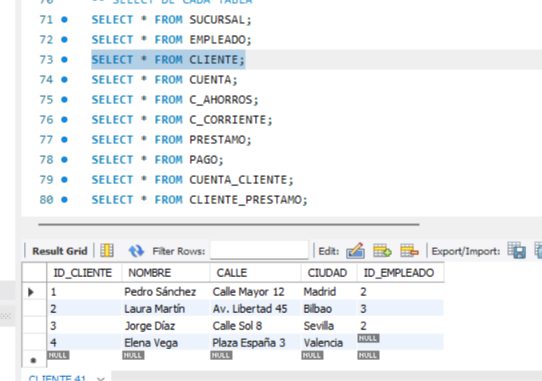 70 -- SELECT DE CADA TABLA
71 SELECT * FROM SUCURSAL;
72 SELECT * FROM EMPLEADO;
73 SELECT * FROM CLIENTE;
74 SELECT * FROM CUENTA;
75 SELECT * FROM C_AHORROS;
76 SELECT * FROM C_CORRIENTE;
77 SELECT * FROM PRESTAMO;
78 SELECT * FROM PAGO;
79 SELECT * FROM CUENTA_CLIENTE;
80 SELECT * FROM CLIENTE_PRESTAMO;
Result Grid Filter Rows: Edit: Export/Import:
ID_CLIENTE NOMBRE CALLE CIUDAD ID_EMPLEADO
1 Pedro Sánchez Calle Mayor 12 Madrid 2
2 Laura Martín Av. Libertad 45 Bilbao 3
3 Jorge Díaz Calle Sol 8 Sevilla 2
4 Elena Vega Plaza España 3 Valencia NULL
NULL NULL NULL NULL NULL
CLIENTE 41